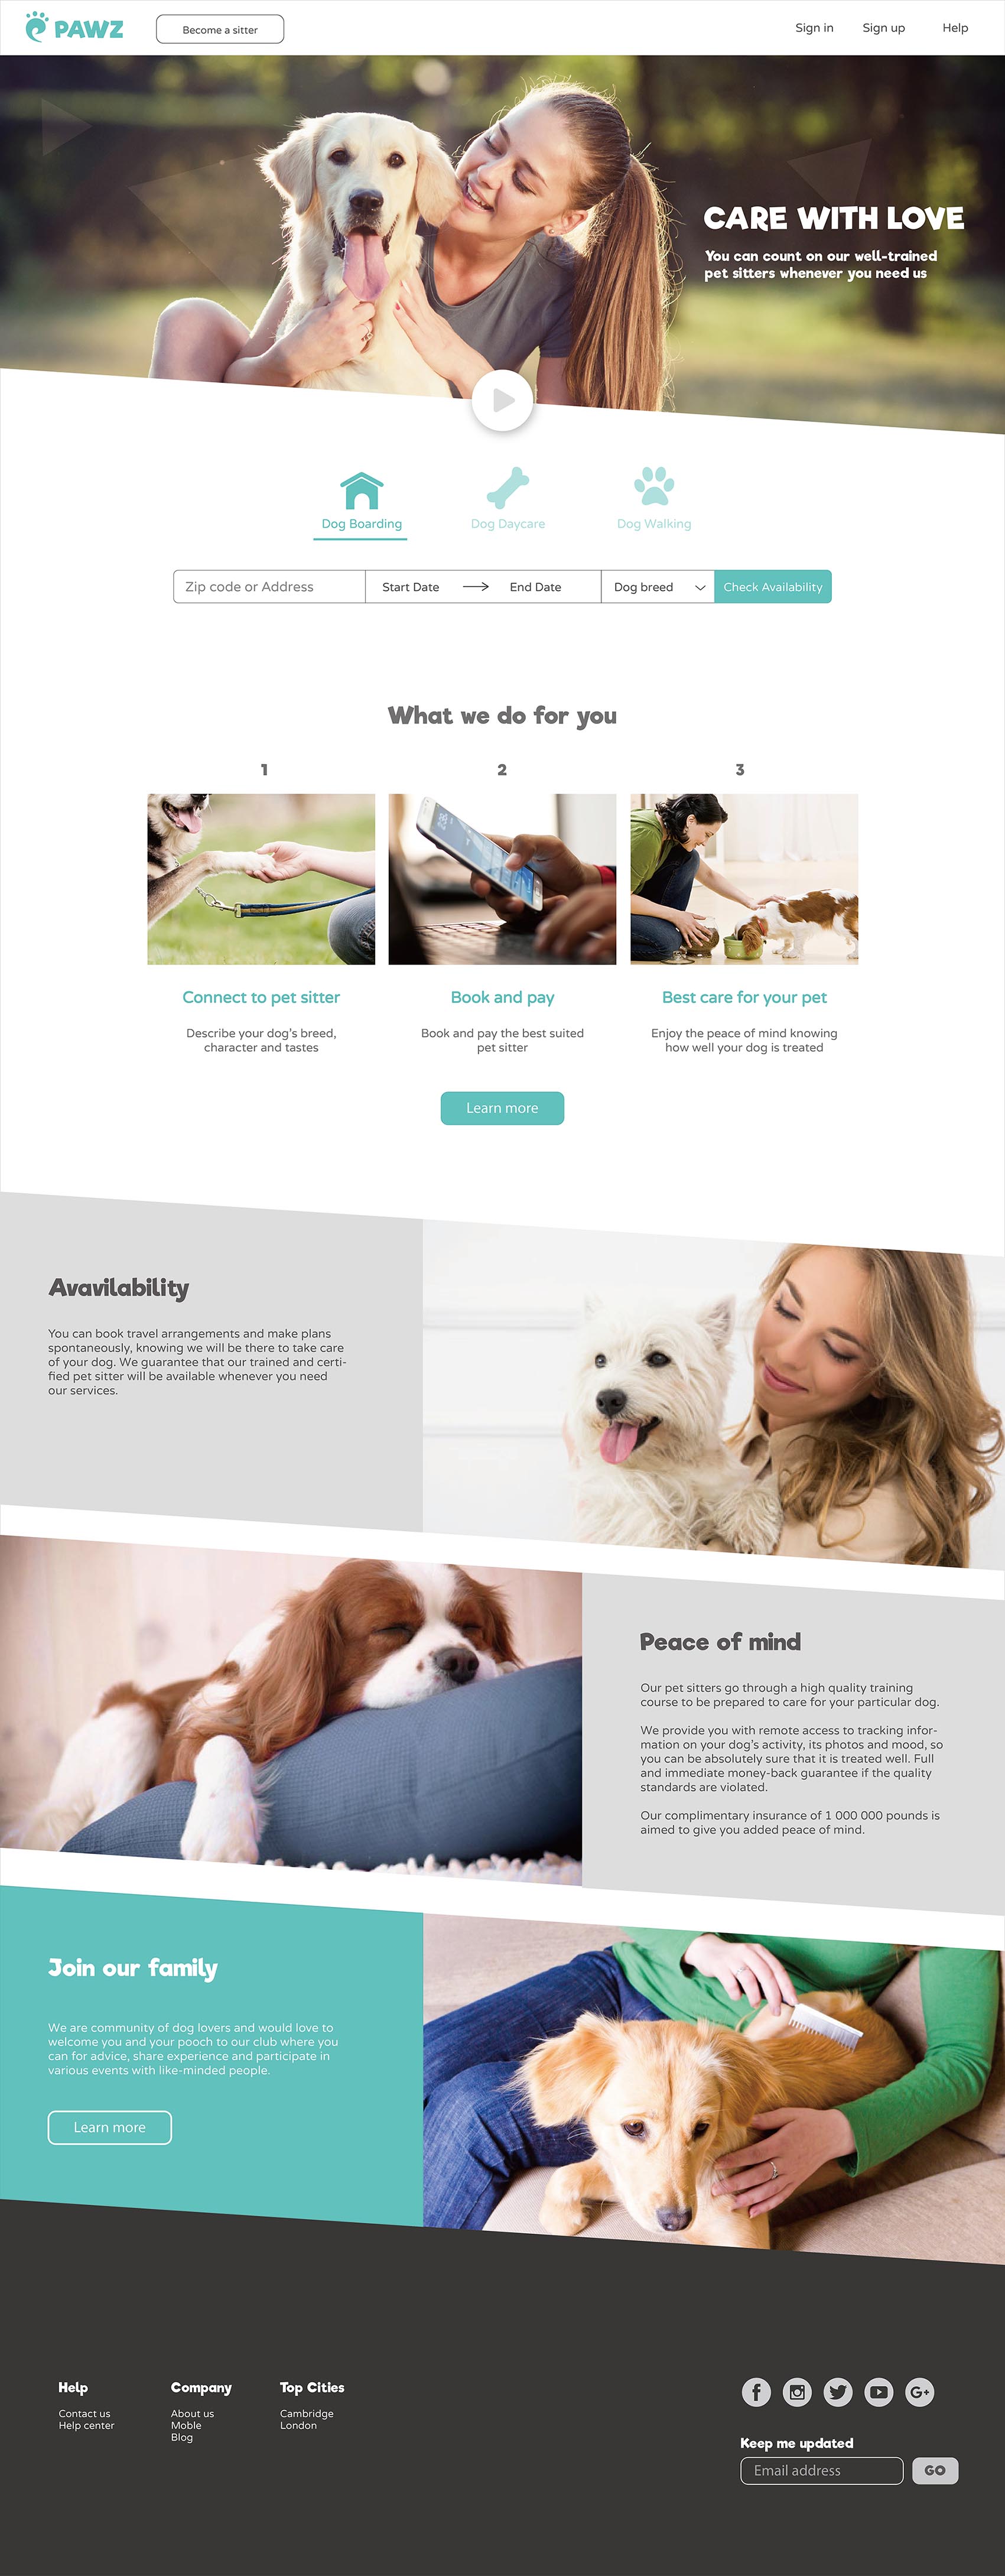 PAWZ
Become a sitter
Sign in
Sign up
Help
CARE WITH LOVE
You can count on our well-trained
pet sitters whenever you need us
Dog Boarding
Dog Daycare
Dog Walking
Zip code or Address
Start Date
End Date
Dog breed
Check Availability
What we do for you
1
2
3
Connect to pet sitter
Book and pay
Best care for your pet
Describe your dog's breed,
character and tastes
Book and pay the best suited
pet sitter
Enjoy the peace of mind knowing
how well your dog is treated
Learn more
Avavilability
You can book travel arrangements and make plans
spontaneously, knowing we will be there to take care
of your dog. We guarantee that our trained and certi-
fied pet sitter will be available whenever you need
our services.
Peace of mind
Our pet sitters go through a high quality training
course to be prepared to care for your particular dog.
We provide you with remote access to tracking infor-
mation on your dog's activity, its photos and mood, so
you can be absolutely sure that it is treated well. Full
and immediate money-back guarantee if the quality
standards are violated.
Our complimentary insurance of 1 000 000 pounds is
aimed to give you added peace of mind.
Join our family
We are community of dog lovers and would love to
welcome you and your pooch to our club where you
can for advice, share experience and participate in
various events with like-minded people.
Learn more
Help
Contact us
Help center
Company
About us
Moble
Blog
Top Cities
Cambridge
London
f
G+
Keep me updated
Email address
GO